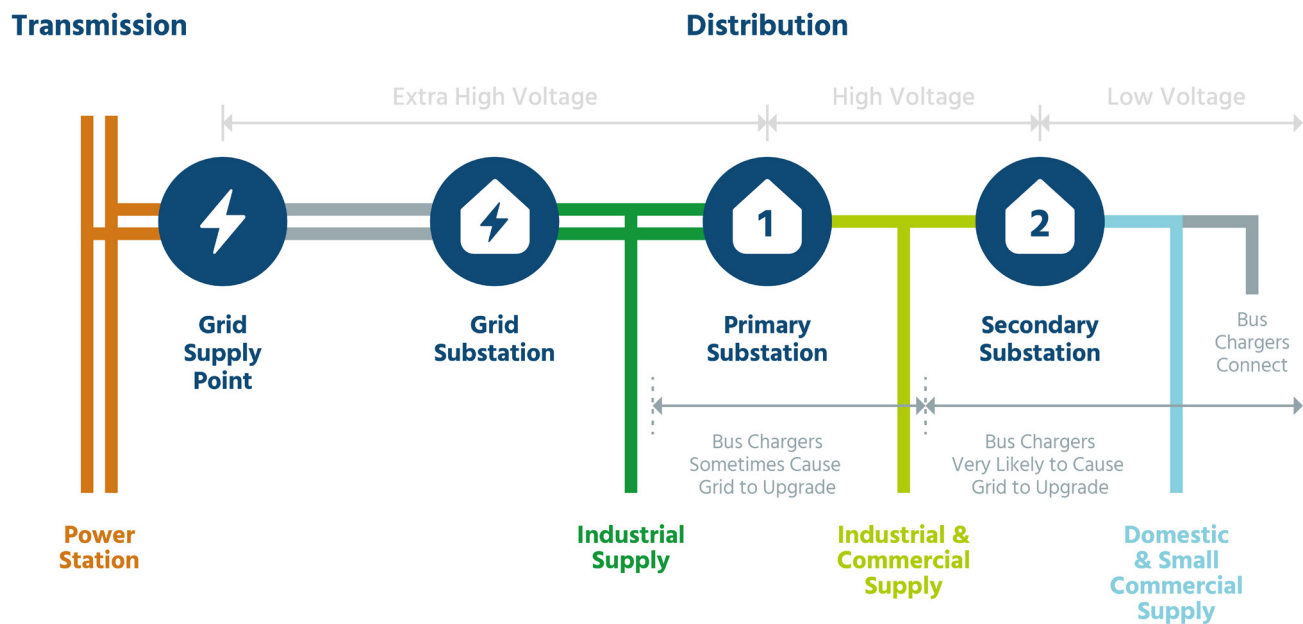 Transmission
Distribution
Extra High Voltage
High Voltage
Low Voltage
1
2
Grid
Supply
Point
Grid
Substation
Primary
Substation
Secondary
Substation
Bus
Chargers
Connect
Bus Chargers
Sometimes Cause
Grid to Upgrade
Bus Chargers
Very Likely to Cause
Grid to Upgrade
Power
Station
Industrial
Supply
Industrial &
Commercial
Supply
Domestic
& Small
Commercial
Supply